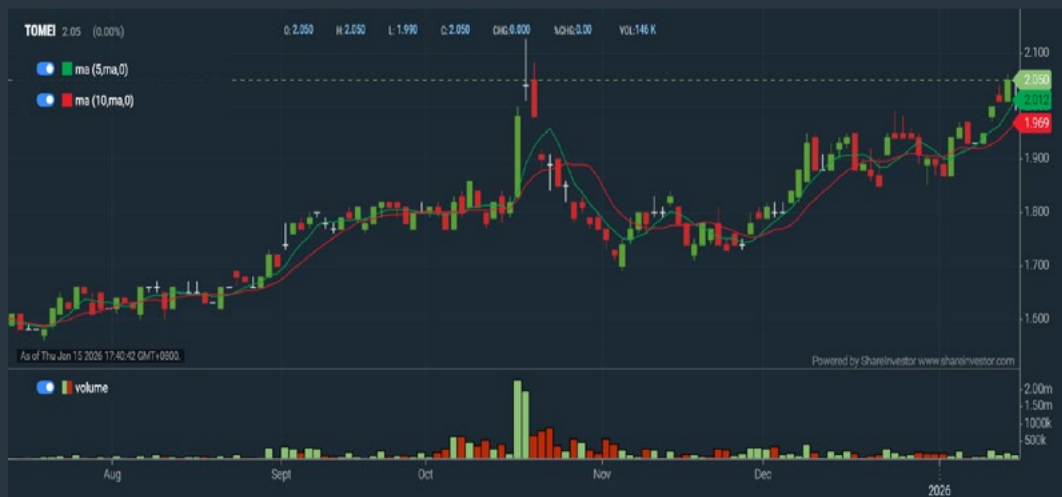 TOMEI 2.05 (0.00%) O: 2.050 H: 2.050 L: 1.990 C: 2.050 CHG:0.000 %CHG:0.00 VOL:146 K
ma (5,ma,0)
ma (10,ma,0)
2.100
2.050
2.012
1.969
1.900
1.800
1.700
1.600
As of Thu Jan 15 2026 17:40:42 GMT+0800.
Powered by ShareInvestor www.shareinvestor.com
volume
2.00m
1.50m
1000k
500k
Aug Sept Oct Nov Dec
2026